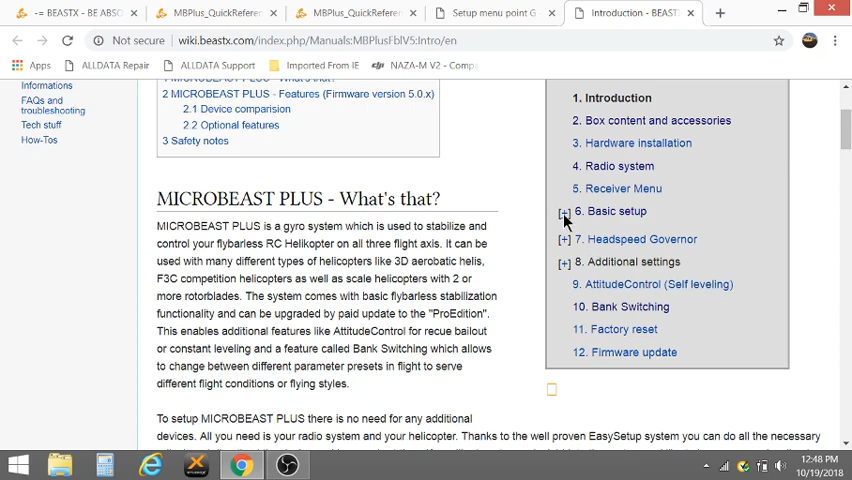 -= BE ABSO
MBPlus_QuickReferen
MBPlus_QuickReferen
Setup menu point G
Introduction - BEAST
Not secure
wiki.beastx.com/index.php/Manuals:MBPlusFblV5:Intro/en
Apps
ALLDATA Repair
ALLDATA Support
Imported From IE
NAZA-M V2 - Comp
Informations
FAQs and
troubleshooting
Tech stuff
How-Tos
1 MICROBEAST PLUS - What's that?
2 MICROBEAST PLUS - Features (Firmware version 5.0.x)
2.1 Device comparision
2.2 Optional features
3 Safety notes
MICROBEAST PLUS - What's that?
MICROBEAST PLUS is a gyro system which is used to stabilize and
control your flybarless RC Helikopter on all three flight axis. It can be
used with many different types of helicopters like 3D aerobatic helis,
F3C competition helicopters as well as scale helicopters with 2 or
more rotorblades. The system comes with basic flybarless stabilization
functionality and can be upgraded by paid update to the "ProEdition".
This enables additional features like AttitudeControl for recue bailout
or constant leveling and a feature called Bank Switching which allows
to change between different parameter presets in flight to serve
different flight conditions or flying styles.
To setup MICROBEAST PLUS there is no need for any additional
devices. All you need is your radio system and your helicopter. Thanks to the well proven EasySetup system you can do all the necessary
1. Introduction
2. Box content and accessories
3. Hardware installation
4. Radio system
5. Receiver Menu
[+] 6. Basic setup
[+] 7. Headspeed Governor
[+] 8. Additional settings
9. AttitudeControl (Self leveling)
10. Bank Switching
11. Factory reset
12. Firmware update
12:48 PM
10/19/2018